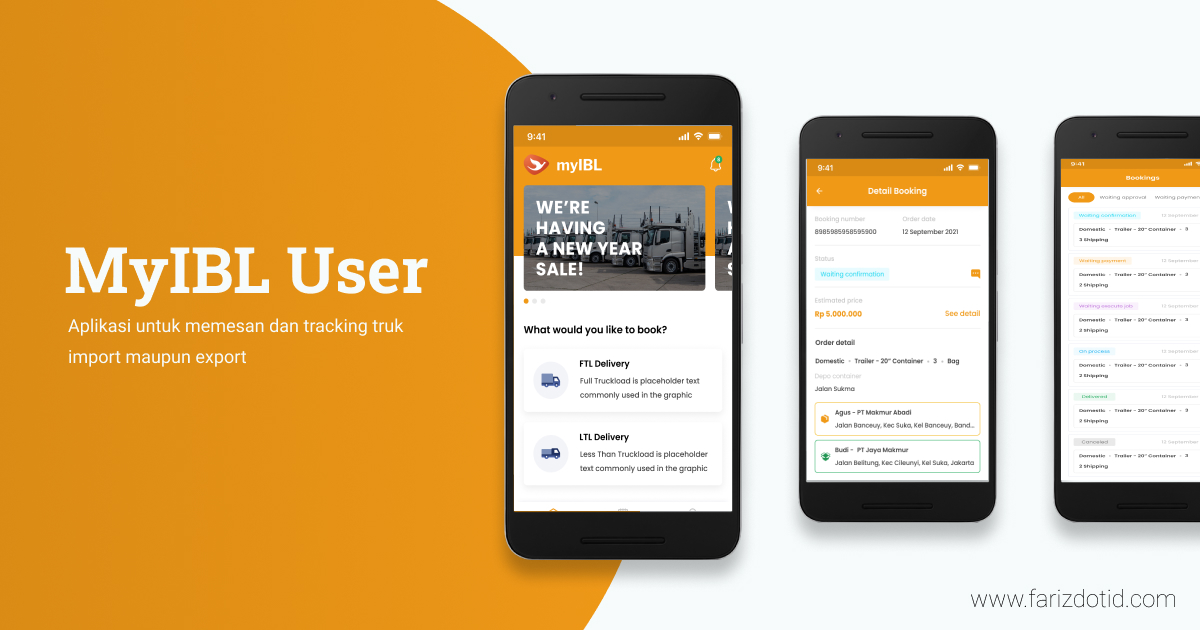 MyIBL User
Aplikasi untuk memesan dan tracking truk
import maupun export
9:41
myIBL
WE'RE
HAVING
A NEW YEAR
SALE!
What would you like to book?
FTL Delivery
Full Truckload is placeholder text
commonly used in the graphic
LTL Delivery
Less Than Truckload is placeholder
text commonly used in the graphic
9:41
Detail Booking
Booking number Order date
8985985958595900 12 September 2021
Status
Waiting confirmation
Estimated price
Rp 5.000.000 See detail
Order detail
Domestic • Trailer - 20" Container • 3 • Bag
Depo container
Jalan Sukma
Agus - PT Makmur Abadi
Jalan Banceuy, Kec Suka, Kel Banceuy, Band...
Budi - PT Jaya Makmur
Jalan Belitung, Kec Cileunyi, Kel Suka, Jakarta
9:41
Bookings
All Waiting approval Waiting paymen
Waiting confirmation 12 September
Domestic • Trailer - 20" Container • 3
3 Shipping
Waiting payment 12 September
Domestic • Trailer - 20" Container • 3
2 Shipping
Waiting execute job 12 September
Domestic • Trailer - 20" Container • 3
2 Shipping
On process 12 September
Domestic • Trailer - 20" Container • 3
2 Shipping
Delivered 12 September
Domestic • Trailer - 20" Container • 3
2 Shipping
Canceled 12 September
Domestic • Trailer - 20" Container • 3
2 Shipping
www.farizdotid.com